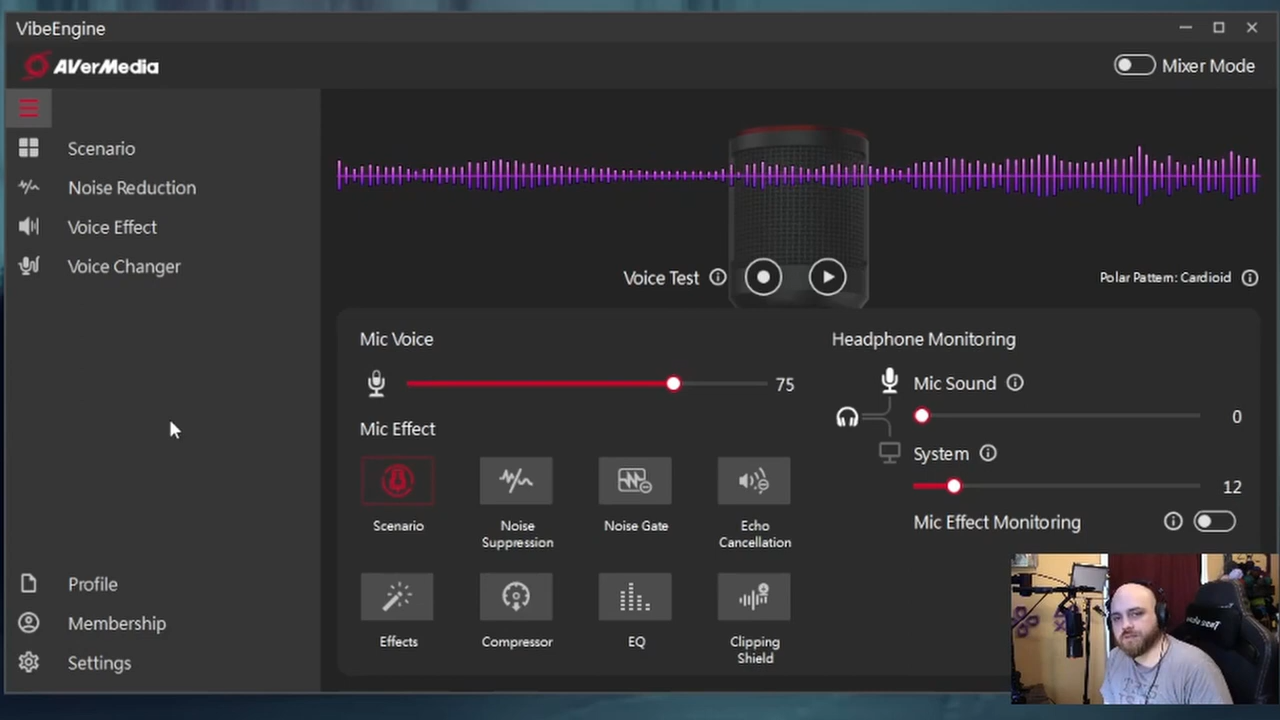 VibeEngine
AVerMedia
Mixer Mode
Scenario
Noise Reduction
Voice Effect
Voice Changer
Voice Test
Polar Pattern: Cardioid
Mic Voice
75
Mic Effect
Scenario
Noise
Suppression
Noise Gate
Echo
Cancellation
Effects
Compressor
EQ
Clipping
Shield
Headphone Monitoring
Mic Sound
0
System
12
Mic Effect Monitoring
Profile
Membership
Settings